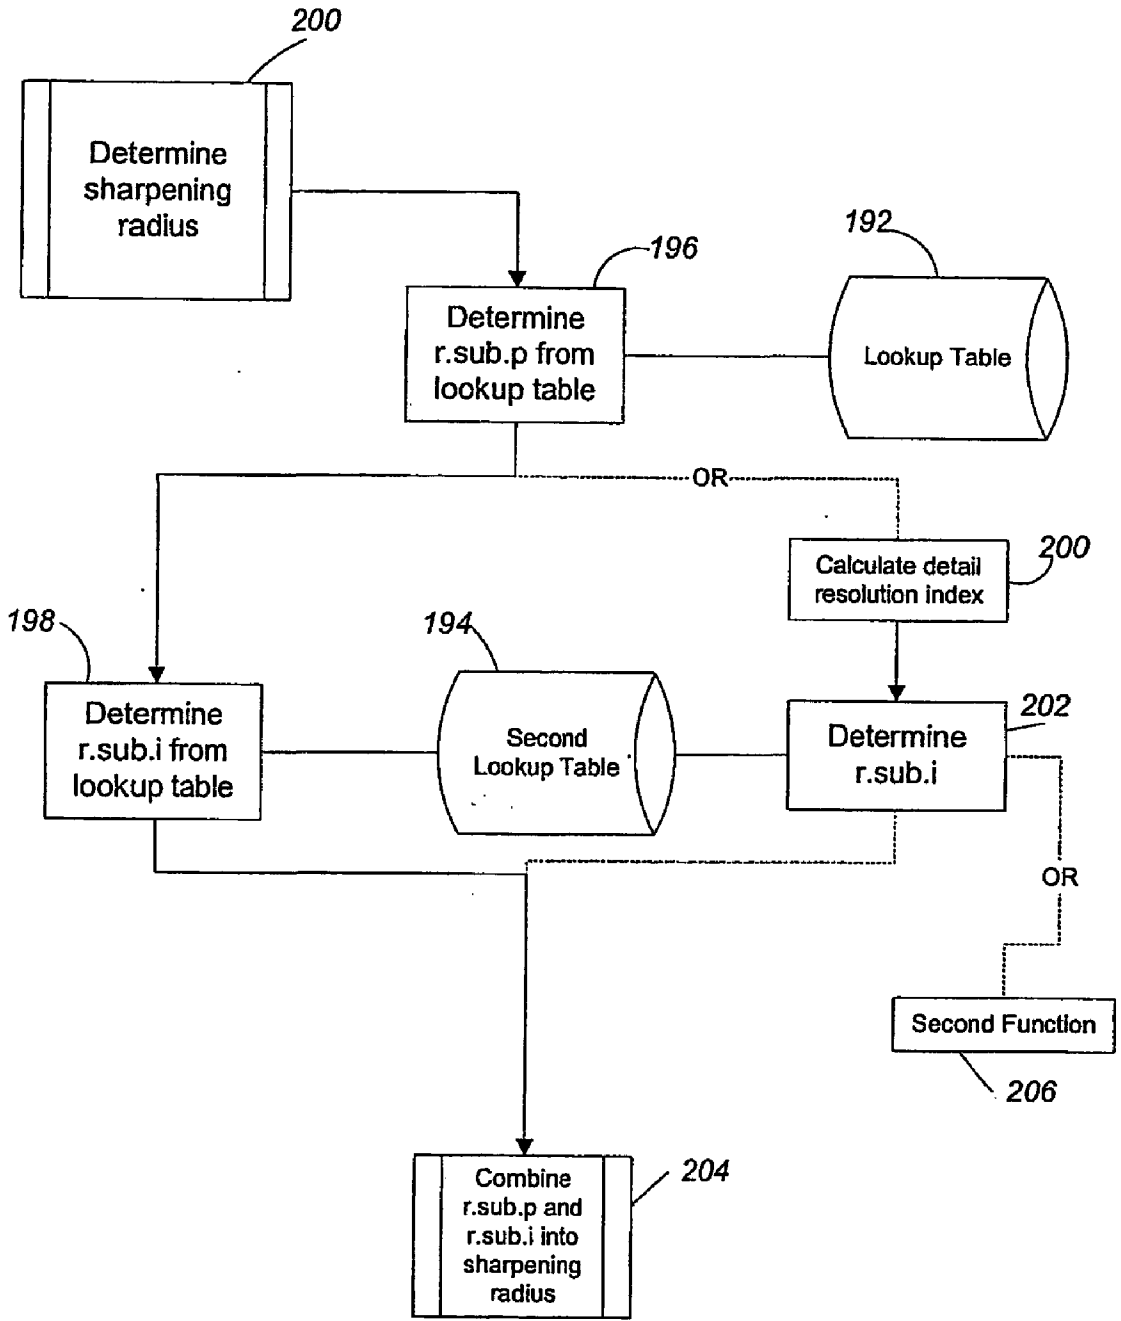 200
Determine
sharpening
radius
196
192
Determine
r.sub.p from
lookup table
Lookup Table
OR
200
Calculate detail
resolution index
198
194
202
Determine
r.sub.i from
lookup table
Second
Lookup Table
Determine
r.sub.i
OR
Second Function
206
204
Combine
r.sub.p and
r.sub.i into
sharpening
radius